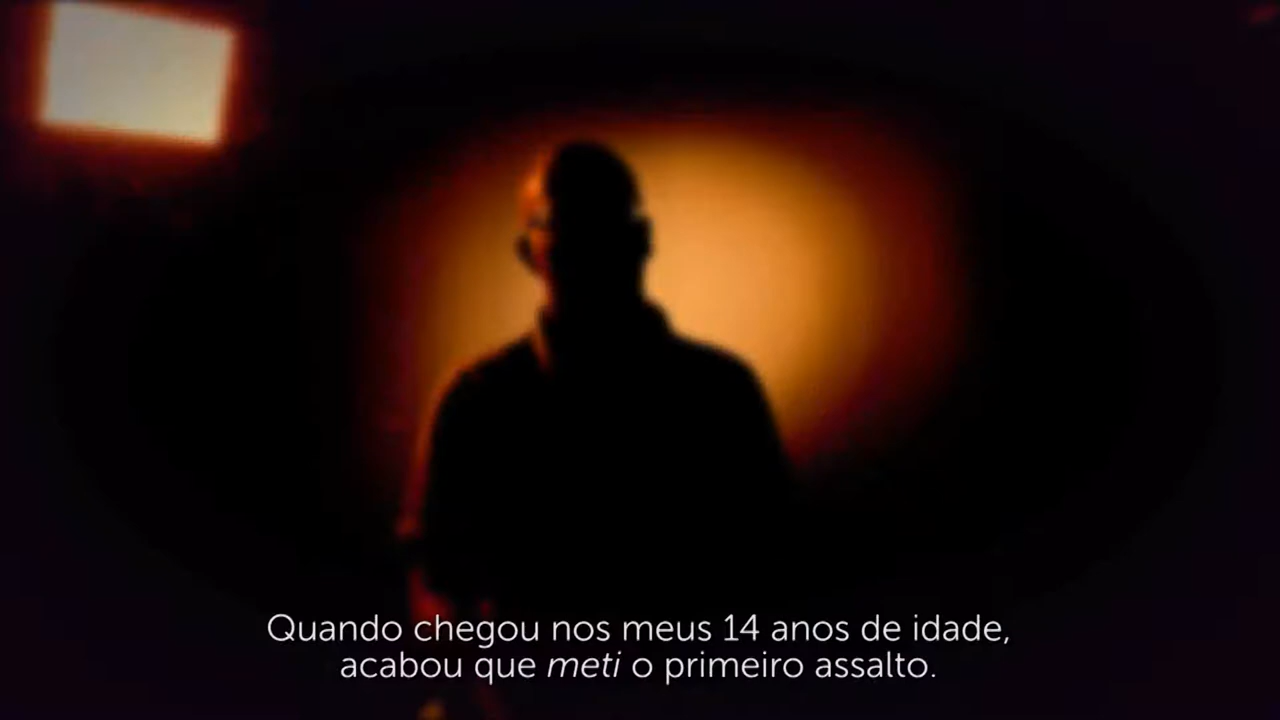 Quando chegou nos meus 14 anos de idade,
acabou que meti o primeiro assalto.